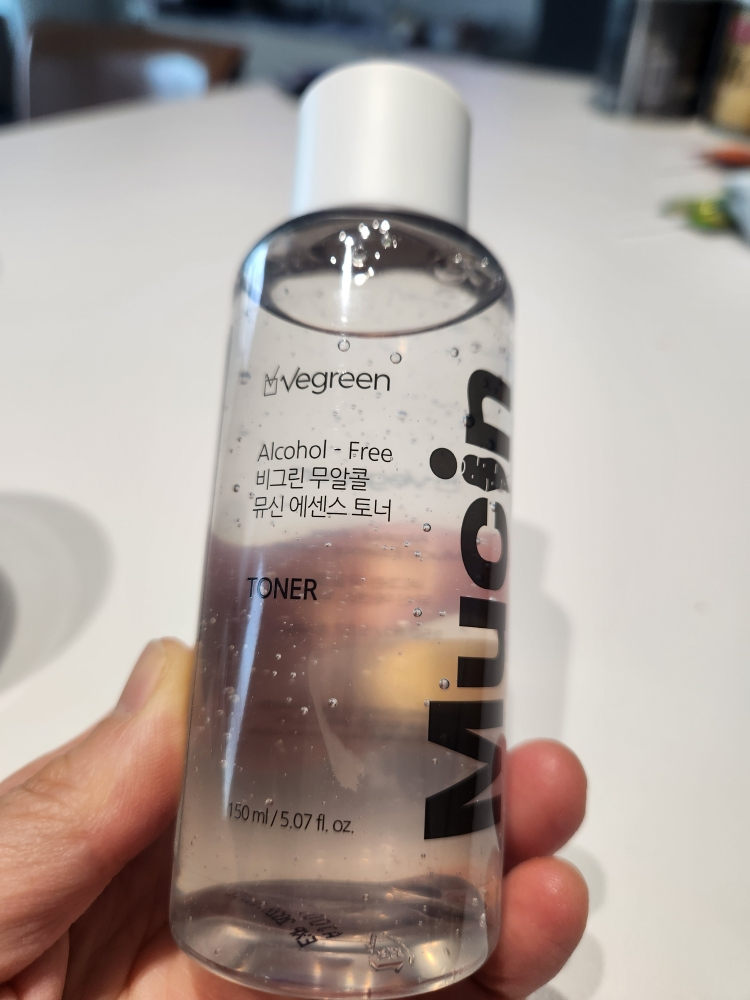 vegreen
Alcohol - Free
비그린 무알콜
뮤신 에센스 토너
TONER
150 ml / 5.07 fl. oz.
Mucin